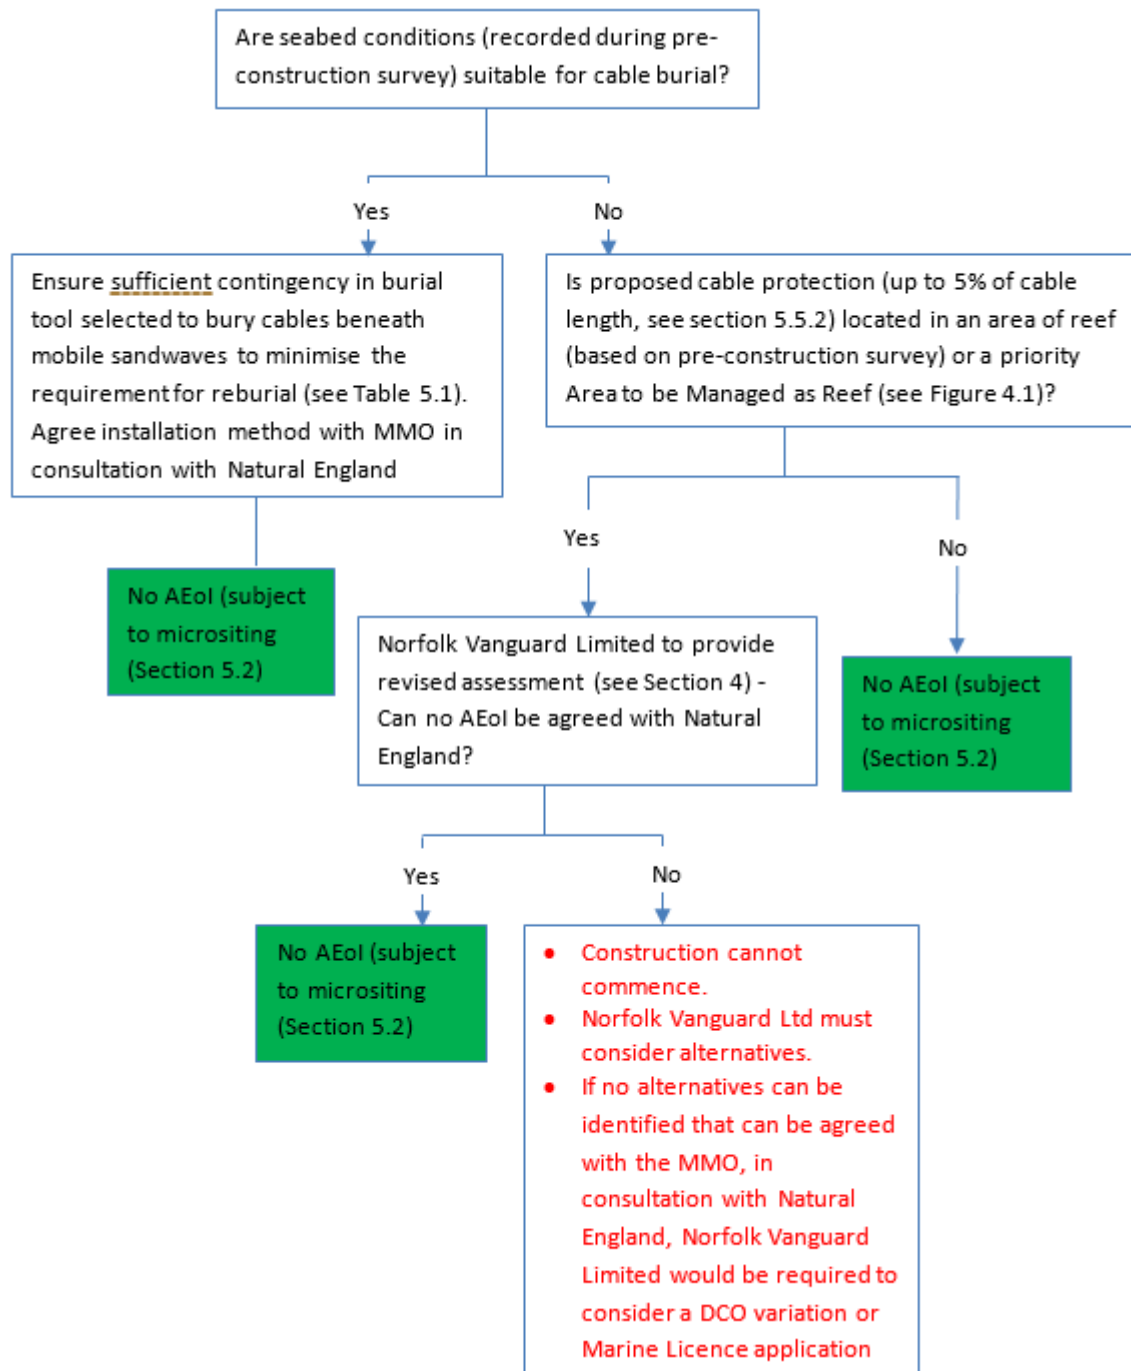 Are seabed conditions (recorded during pre-
construction survey) suitable for cable burial?
Yes
No
Ensure sufficient contingency in burial
tool selected to bury cables beneath
mobile sandwaves to minimise the
requirement for reburial (see Table 5.1).
Agree installation method with MMO in
consultation with Natural England
Is proposed cable protection (up to 5% of cable
length, see section 5.5.2) located in an area of reef
(based on pre-construction survey) or a priority
Area to be Managed as Reef (see Figure 4.1)?
Yes
No
No AEoI (subject
to micrositing
(Section 5.2)
Norfolk Vanguard Limited to provide
revised assessment (see Section 4) -
Can no AEoI be agreed with Natural
England?
No AEoI (subject
to micrositing
(Section 5.2)
Yes
No
No AEoI (subject
to micrositing
(Section 5.2)
• Construction cannot
commence.
• Norfolk Vanguard Ltd must
consider alternatives.
• If no alternatives can be
identified that can be agreed
with the MMO, in
consultation with Natural
England, Norfolk Vanguard
Limited would be required to
consider a DCO variation or
Marine Licence application